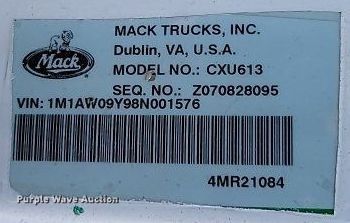 MACK TRUCKS, INC.
Dublin, VA, U.S.A.
Mack
MODEL NO.: CXU613
SEQ. NO.: Z070828095
VIN: 1M1AW09Y98N001576
4MR21084
Purple Wave Auction